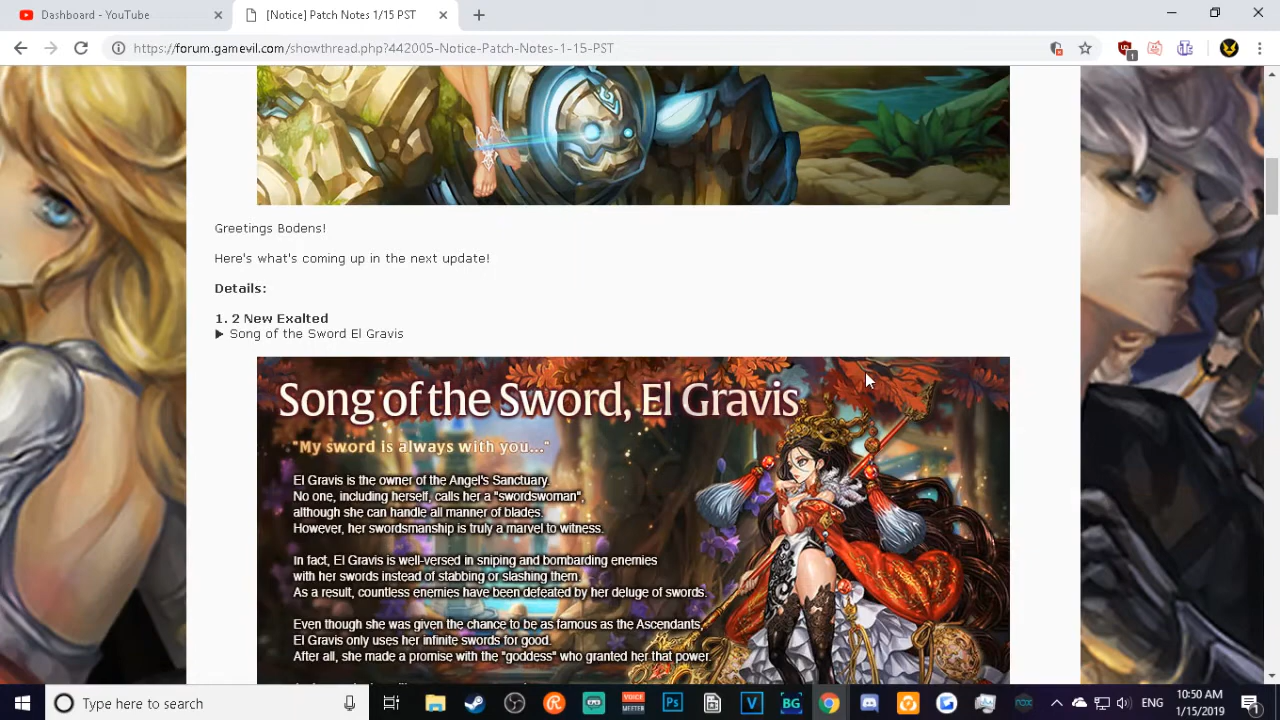 Dashboard - YouTube
[Notice] Patch Notes 1/15 PST
https://forum.gamevil.com/showthread.php?442005-Notice-Patch-Notes-1-15-PST
1
Greetings Bodens!
Here's what's coming up in the next update!
Details:
1. 2 New Exalted
► Song of the Sword El Gravis
Song of the Sword, El Gravis
"My sword is always with you..."
El Gravis is the owner of the Angel's Sanctuary.
No one, including herself, calls her a "swordswoman",
although she can handle all manner of blades.
However, her swordsmanship is truly a marvel to witness.
In fact, El Gravis is well-versed in sniping and bombarding enemies
with her swords instead of stabbing or slashing them.
As a result, countless enemies have been defeated by her deluge of swords.
Even though she was given the chance to be as famous as the Ascendants,
El Gravis only uses her infinite swords for good.
After all, she made a promise with the "goddess" who granted her that power.
Type here to search
VOICE
MEETER
Ps
V
BG
nox
ENG
10:50 AM
1/15/2019
1